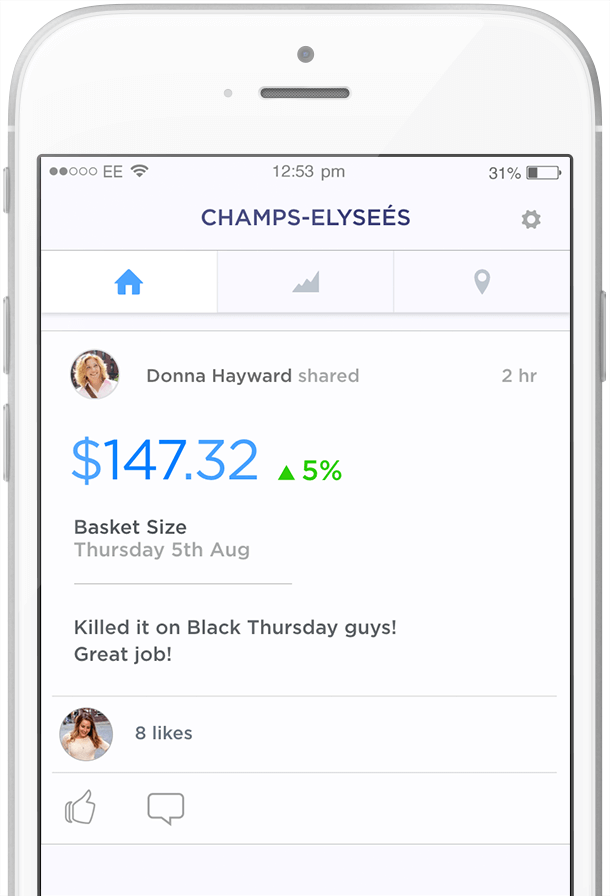 EE 12:53 pm 31%
CHAMPS-ELYSEÉS
Donna Hayward shared 2 hr
$147.32 ▲ 5%
Basket Size
Thursday 5th Aug
Killed it on Black Thursday guys!
Great job!
8 likes